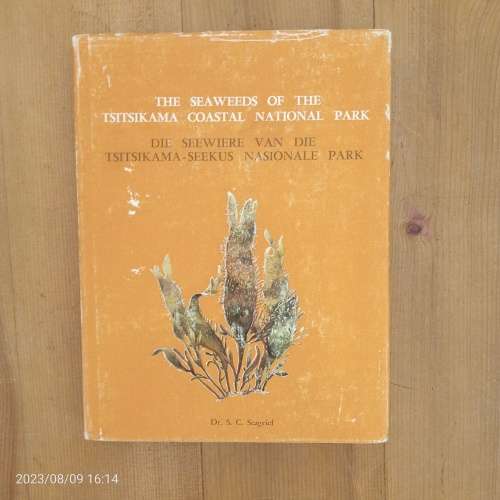 THE SEAWEEDS OF THE
TSITSIKAMA COASTAL NATIONAL PARK
DIE SEEWIERE VAN DIE
TSITSIKAMA-SEEKUS NASIONALE PARK
Dr. S. C. Seagrief
2023/08/09 16:14